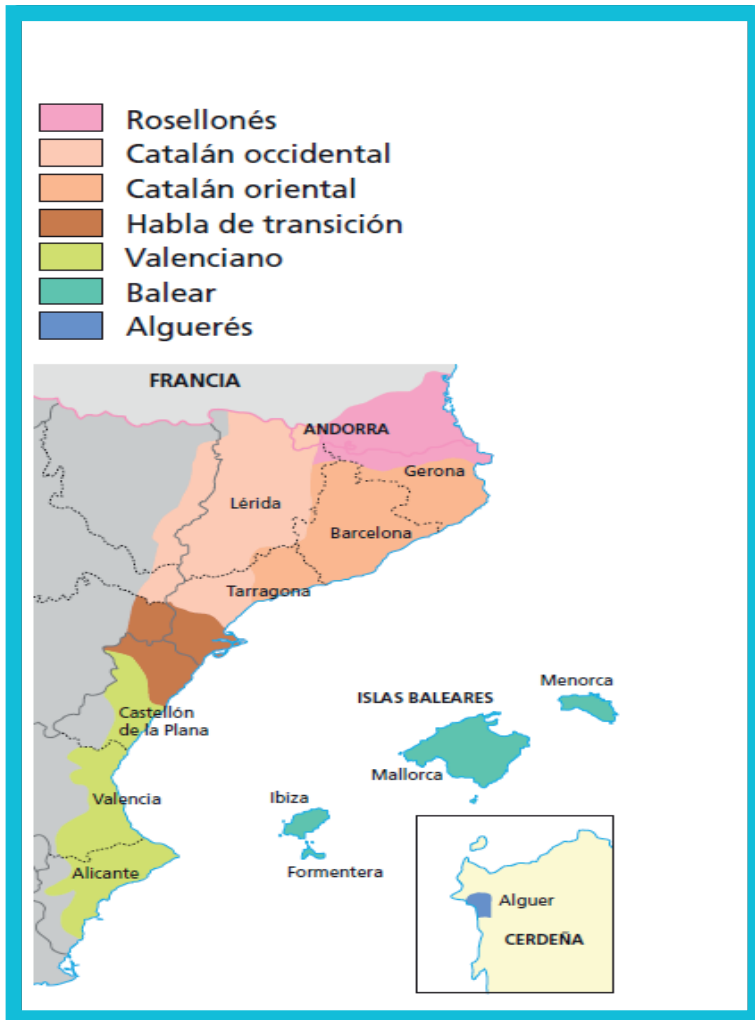 Rosellonés
Catalán occidental
Catalán oriental
Habla de transición
Valenciano
Balear
Alguerés
FRANCIA
ANDORRA
Gerona
Lérida
Barcelona
Tarragona
Menorca
ISLAS BALEARES
Castellón
de la Plana
Mallorca
Ibiza
Valencia
Formentera
Alicante
Alguer
CERDEÑA